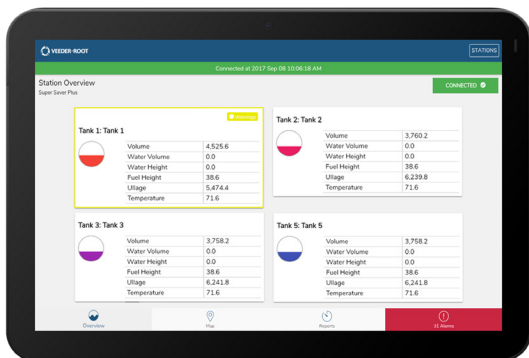 VEEDER-ROOT
STATIONS
Connected at 2017 Sep 08 10:06:18 AM
Station Overview
Super Saver Plus
CONNECTED
Warnings
Tank 1: Tank 1
Volume 4,525.6
Water Volume 0.0
Water Height 0.0
Fuel Height 38.6
Ullage 5,474.4
Temperature 71.6
Tank 2: Tank 2
Volume 3,760.2
Water Volume 0.0
Water Height 0.0
Fuel Height 38.6
Ullage 6,239.8
Temperature 71.6
Tank 3: Tank 3
Volume 3,758.2
Water Volume 0.0
Water Height 0.0
Fuel Height 38.6
Ullage 6,241.8
Temperature 71.6
Tank 5: Tank 5
Volume 3,758.2
Water Volume 0.0
Water Height 0.0
Fuel Height 38.6
Ullage 6,241.8
Temperature 71.6
Overview
Map
Reports
31 Alarms